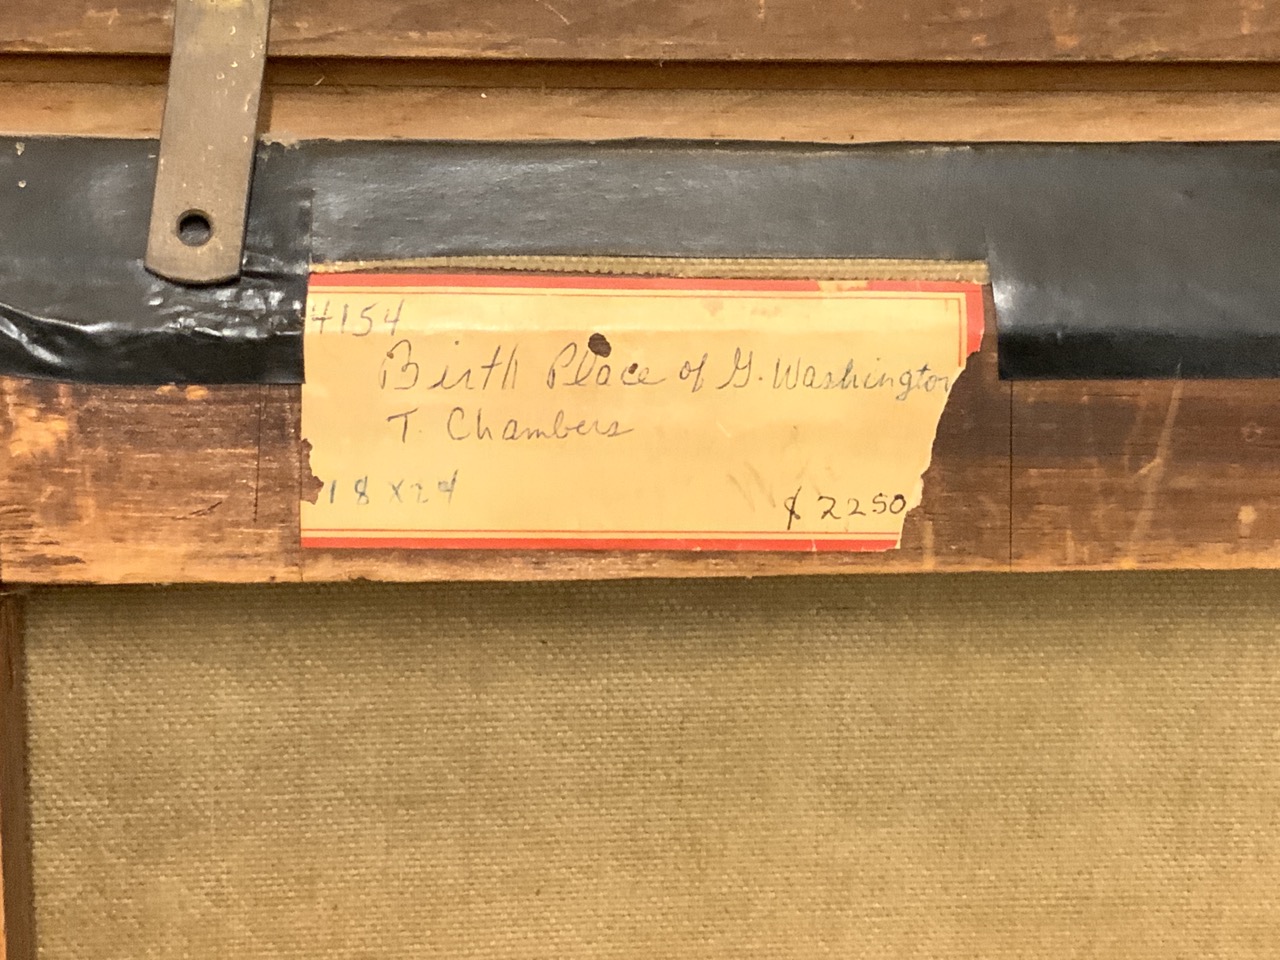 4154
Birth Place of G. Washington
T. Chambers
18 x 24
$ 2250